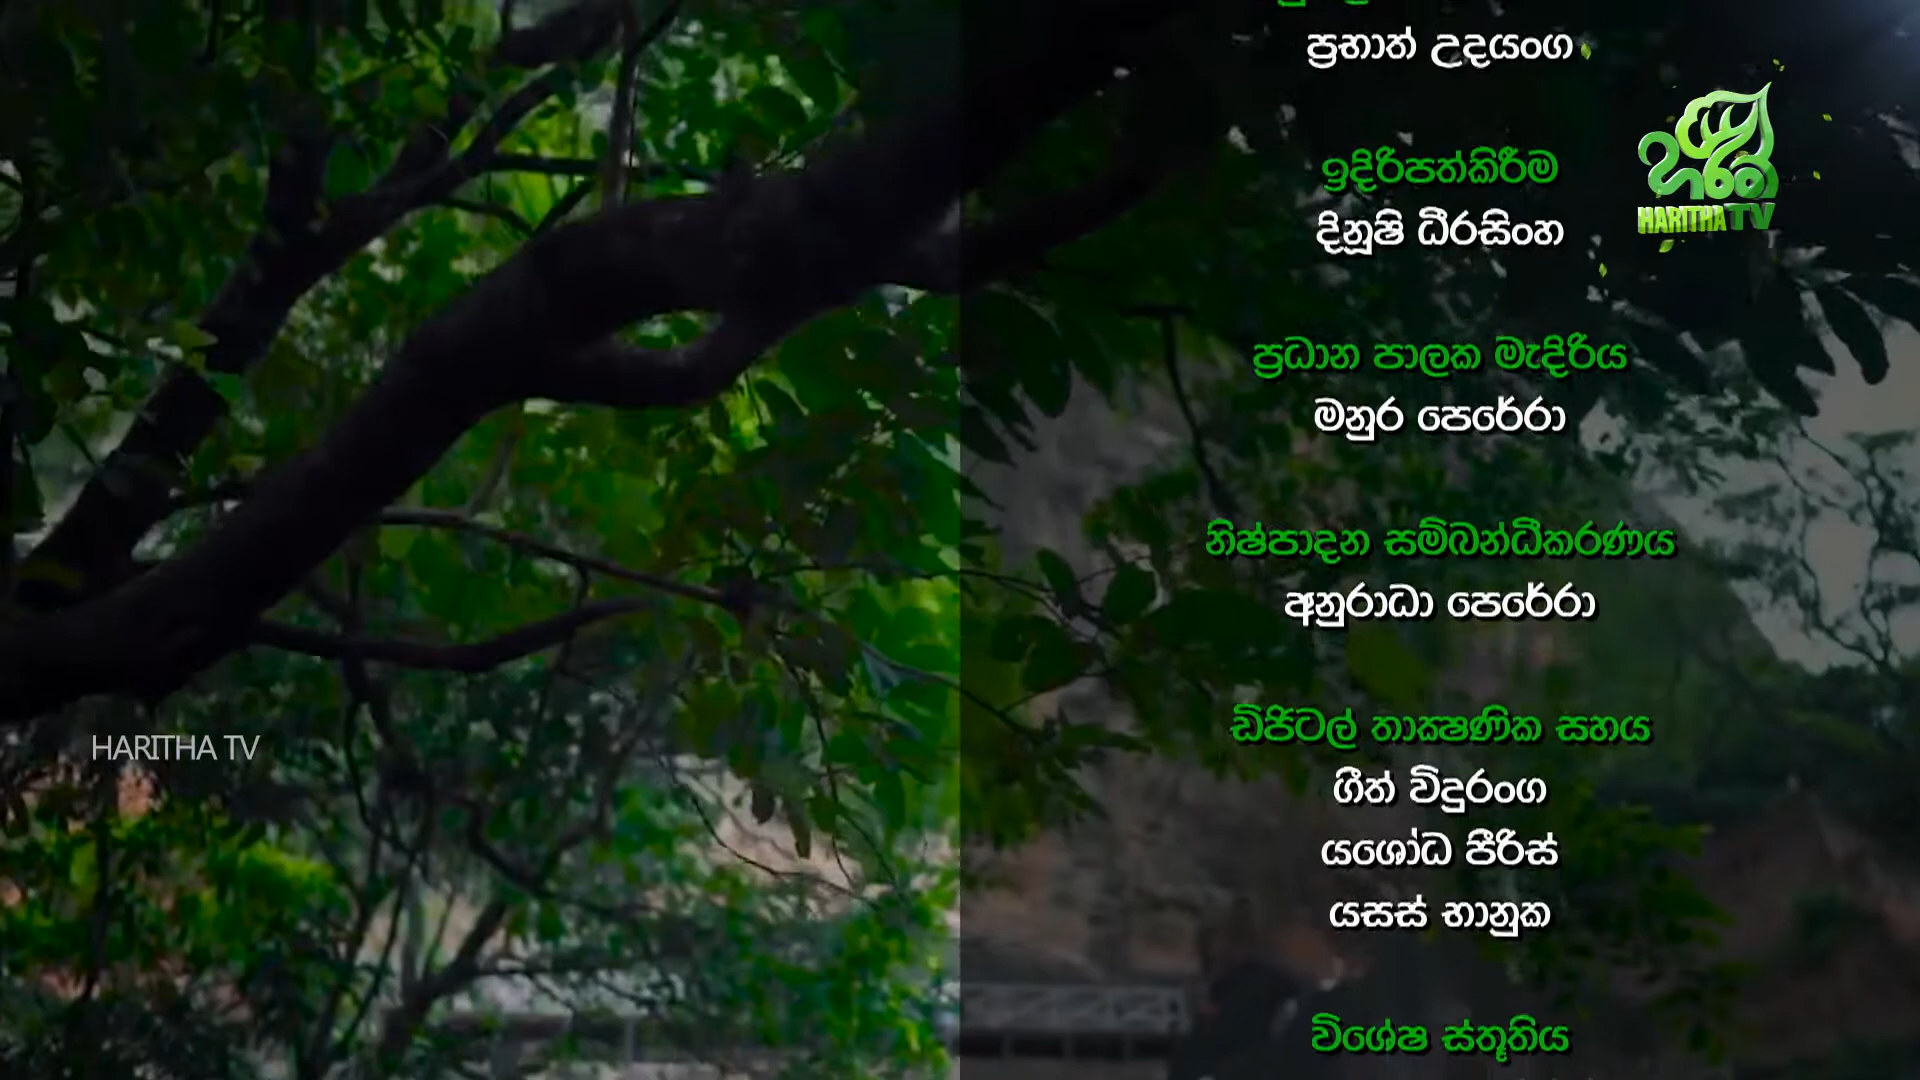 ප්‍රභාත් උදයංග
ඉදිරිපත්කිරීම
දිනූෂි ධීරසිංහ
ප්‍රධාන පාලක මැදිරිය
මනුර පෙරේරා
නිෂ්පාදන සම්බන්ධීකරණය
අනුරාධා පෙරේරා
ඩිජිටල් තාක්ෂණික සහය
ගීත් විදුරංග
යශෝධ පීරිස්
යසස් භානුක
විශේෂ ස්තූතිය
හරිත
HARITHA TV
HARITHA TV